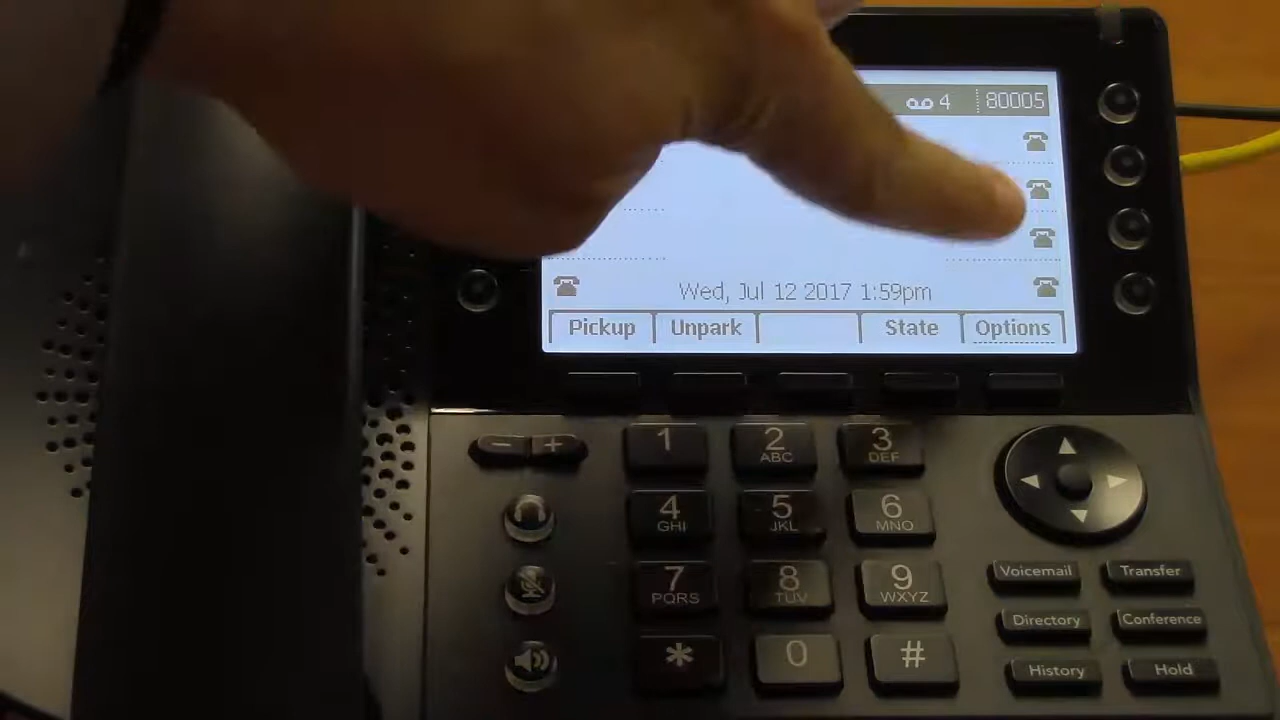 4 80005
Wed, Jul 12 2017 1:59pm
Pickup Unpark State Options
- +
1 2 ABC 3 DEF
4 GHI 5 JKL 6 MNO
7 PQRS 8 TUV 9 WXYZ
* 0 #
Voicemail Transfer
Directory Conference
History Hold